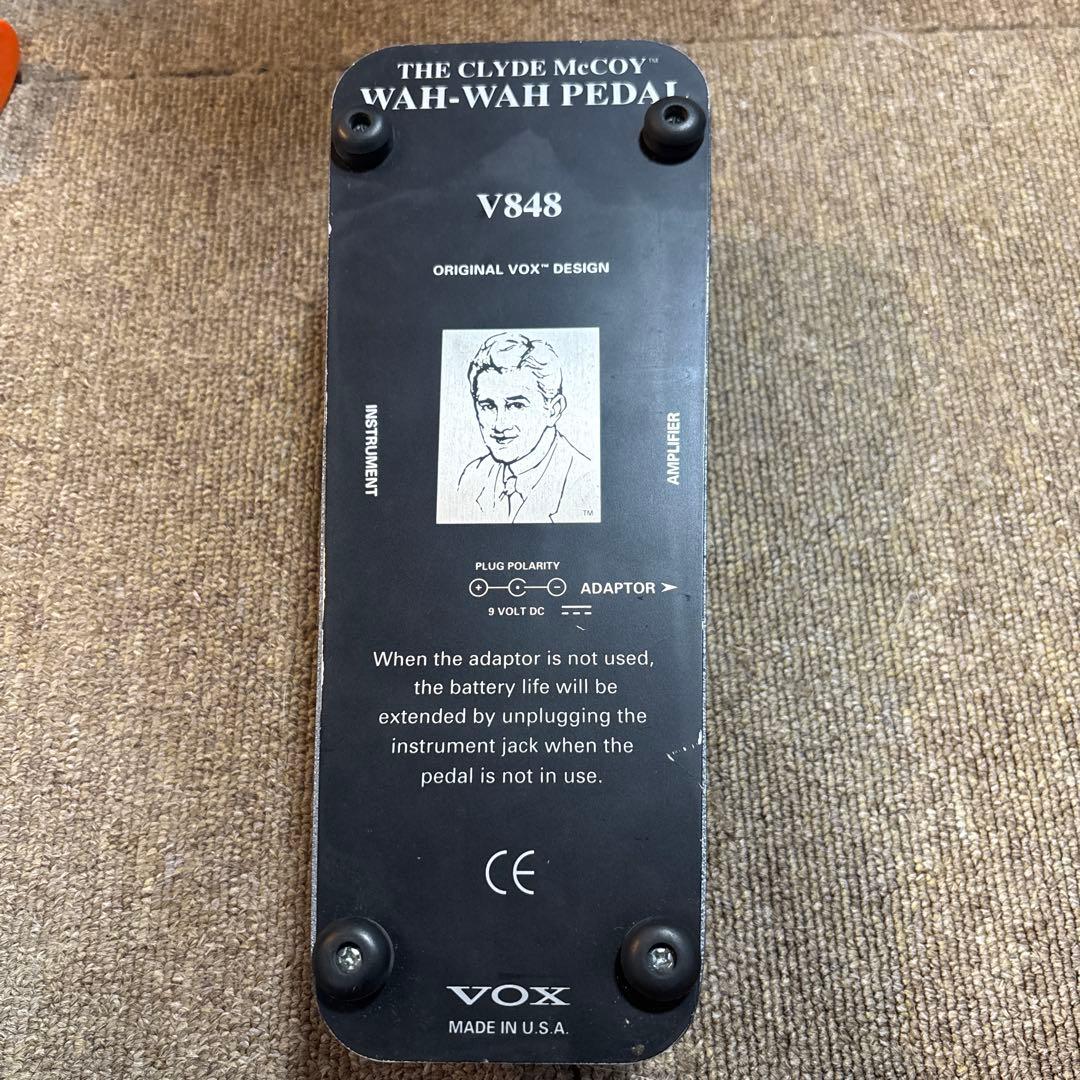 THE CLYDE McCOY™
WAH-WAH PEDAL
V848
ORIGINAL VOX™ DESIGN
INSTRUMENT
AMPLIFIER
TM
PLUG POLARITY
+ • − ADAPTOR ➤
9 VOLT DC
When the adaptor is not used,
the battery life will be
extended by unplugging the
instrument jack when the
pedal is not in use.
CE
VOX
MADE IN U.S.A.